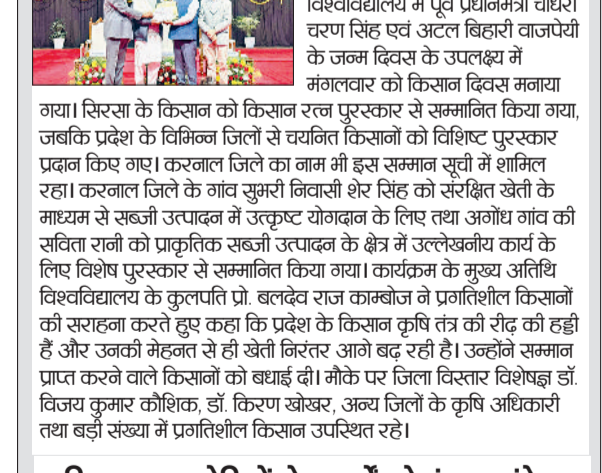 विश्वविद्यालय में पूर्व प्रधानमंत्री चौधरी
चरण सिंह एवं अटल बिहारी वाजपेयी
के जन्म दिवस के उपलक्ष्य में
मंगलवार को किसान दिवस मनाया
गया। सिरसा के किसान को किसान रत्न पुरस्कार से सम्मानित किया गया,
जबकि प्रदेश के विभिन्न जिलों से चयनित किसानों को विशिष्ट पुरस्कार
प्रदान किए गए। करनाल जिले का नाम भी इस सम्मान सूची में शामिल
रहा। करनाल जिले के गांव सुभरी निवासी शेर सिंह को संरक्षित खेती के
माध्यम से सब्जी उत्पादन में उत्कृष्ट योगदान के लिए तथा अगोंध गांव की
सविता रानी को प्राकृतिक सब्जी उत्पादन के क्षेत्र में उल्लेखनीय कार्य के
लिए विशेष पुरस्कार से सम्मानित किया गया। कार्यक्रम के मुख्य अतिथि
विश्वविद्यालय के कुलपति प्रो. बलदेव राज काम्बोज ने प्रगतिशील किसानों
की सराहना करते हुए कहा कि प्रदेश के किसान कृषि तंत्र की रीढ़ की हड्डी
हैं और उनकी मेहनत से ही खेती निरंतर आगे बढ़ रही है। उन्होंने सम्मान
प्राप्त करने वाले किसानों को बधाई दी। मौके पर जिला विस्तार विशेषज्ञ डॉ.
विजय कुमार कौशिक, डॉ. किरण खोखर, अन्य जिलों के कृषि अधिकारी
तथा बड़ी संख्या में प्रगतिशील किसान उपस्थित रहे।